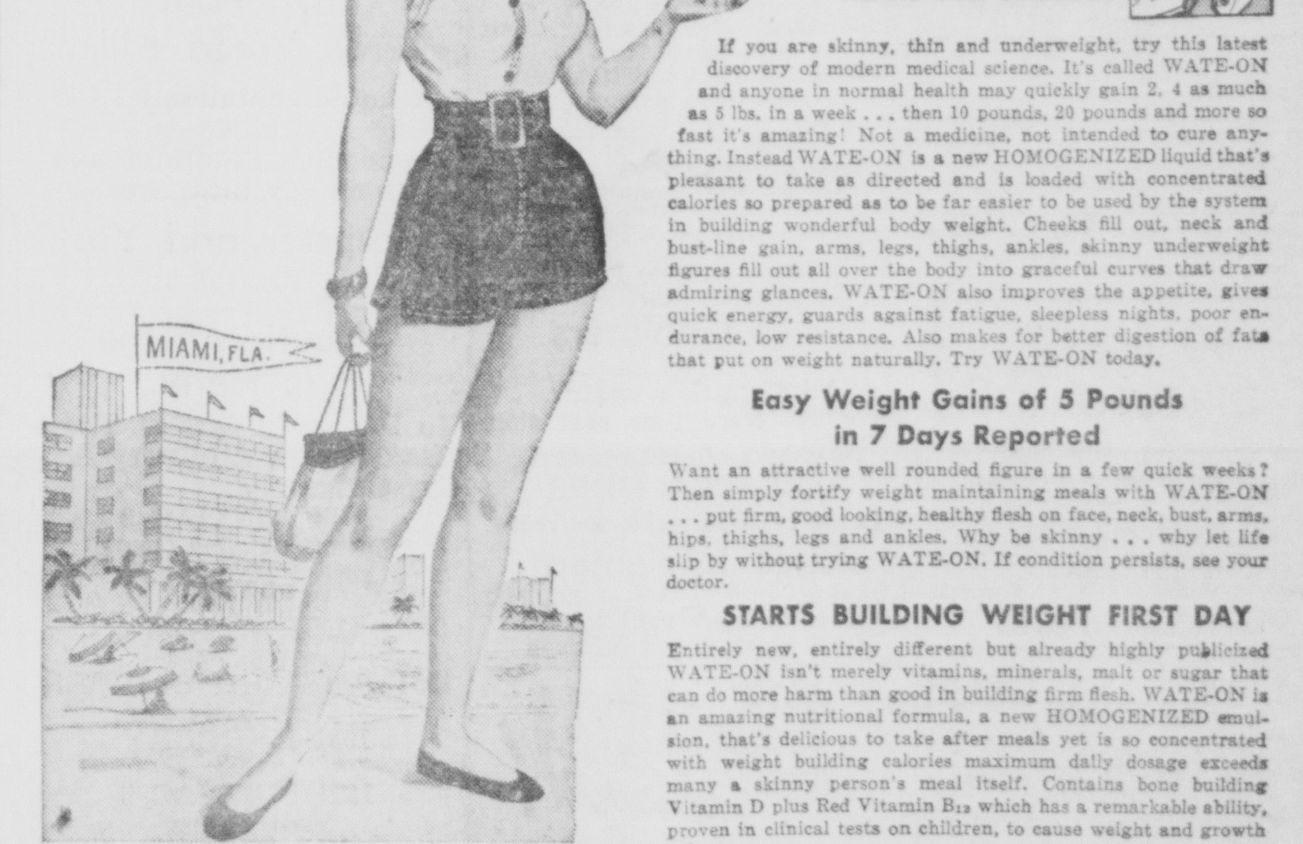 If you are skinny, thin and underweight, try this latest
discovery of modern medical science. It's called WATE-ON
and anyone in normal health may quickly gain 2, 4 as much
as 5 lbs. in a week . . . then 10 pounds, 20 pounds and more so
fast it's amazing! Not a medicine, not intended to cure any-
thing. Instead WATE-ON is a new HOMOGENIZED liquid that's
pleasant to take as directed and is loaded with concentrated
calories so prepared as to be far easier to be used by the system
in building wonderful body weight. Cheeks fill out, neck and
bust-line gain, arms, legs, thighs, ankles, skinny underweight
figures fill out all over the body into graceful curves that draw
admiring glances. WATE-ON also improves the appetite, gives
quick energy, guards against fatigue, sleepless nights, poor en-
durance, low resistance. Also makes for better digestion of fats
that put on weight naturally. Try WATE-ON today.
MIAMI, FLA.
Easy Weight Gains of 5 Pounds
in 7 Days Reported
Want an attractive well rounded figure in a few quick weeks?
Then simply fortify weight maintaining meals with WATE-ON
. . . put firm, good looking, healthy flesh on face, neck, bust, arms,
hips, thighs, legs and ankles. Why be skinny . . . why let life
slip by without trying WATE-ON. If condition persists, see your
doctor.
STARTS BUILDING WEIGHT FIRST DAY
Entirely new, entirely different but already highly publicized
WATE-ON isn't merely vitamins, minerals, malt or sugar that
can do more harm than good in building firm flesh. WATE-ON is
an amazing nutritional formula, a new HOMOGENIZED emul-
sion, that's delicious to take after meals yet is so concentrated
with weight building calories maximum daily dosage exceeds
many a skinny person's meal itself. Contains bone building
Vitamin D plus Red Vitamin B₁₂ which has a remarkable ability,
proven in clinical tests on children, to cause weight and growth